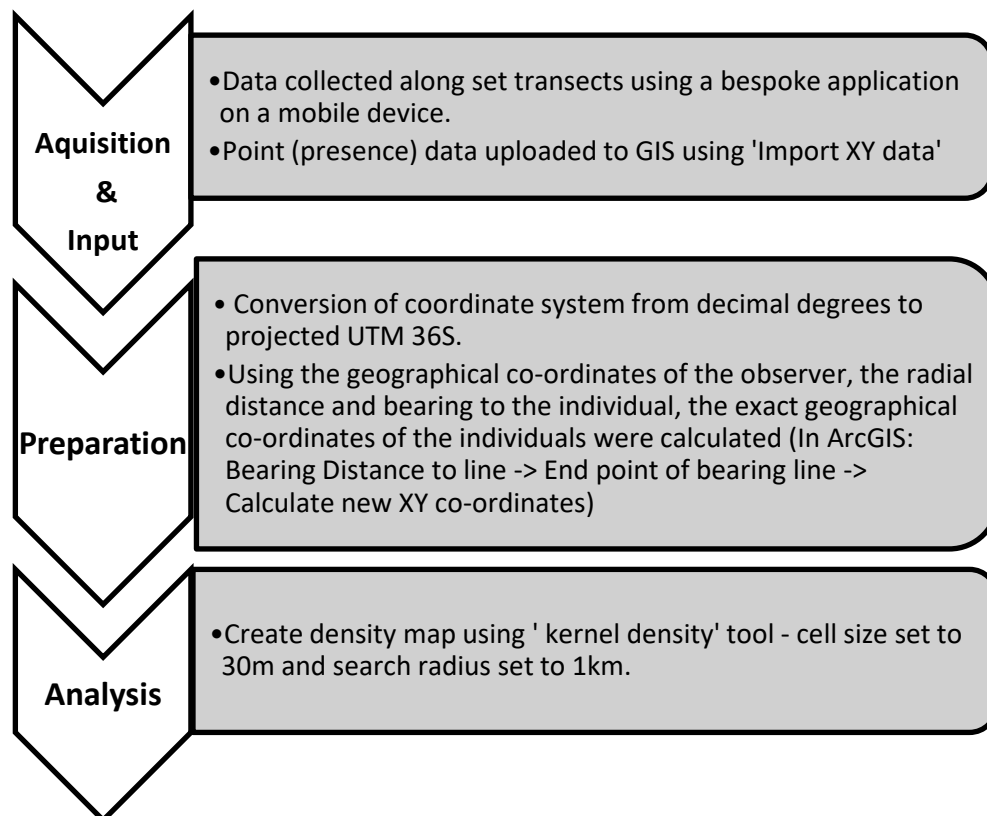 Aquisition
&
Input
•Data collected along set transects using a bespoke application
on a mobile device.
•Point (presence) data uploaded to GIS using 'Import XY data'
Preparation
• Conversion of coordinate system from decimal degrees to
projected UTM 36S.
•Using the geographical co-ordinates of the observer, the radial
distance and bearing to the individual, the exact geographical
co-ordinates of the individuals were calculated (In ArcGIS:
Bearing Distance to line -> End point of bearing line ->
Calculate new XY co-ordinates)
Analysis
•Create density map using ' kernel density' tool - cell size set to
30m and search radius set to 1km.